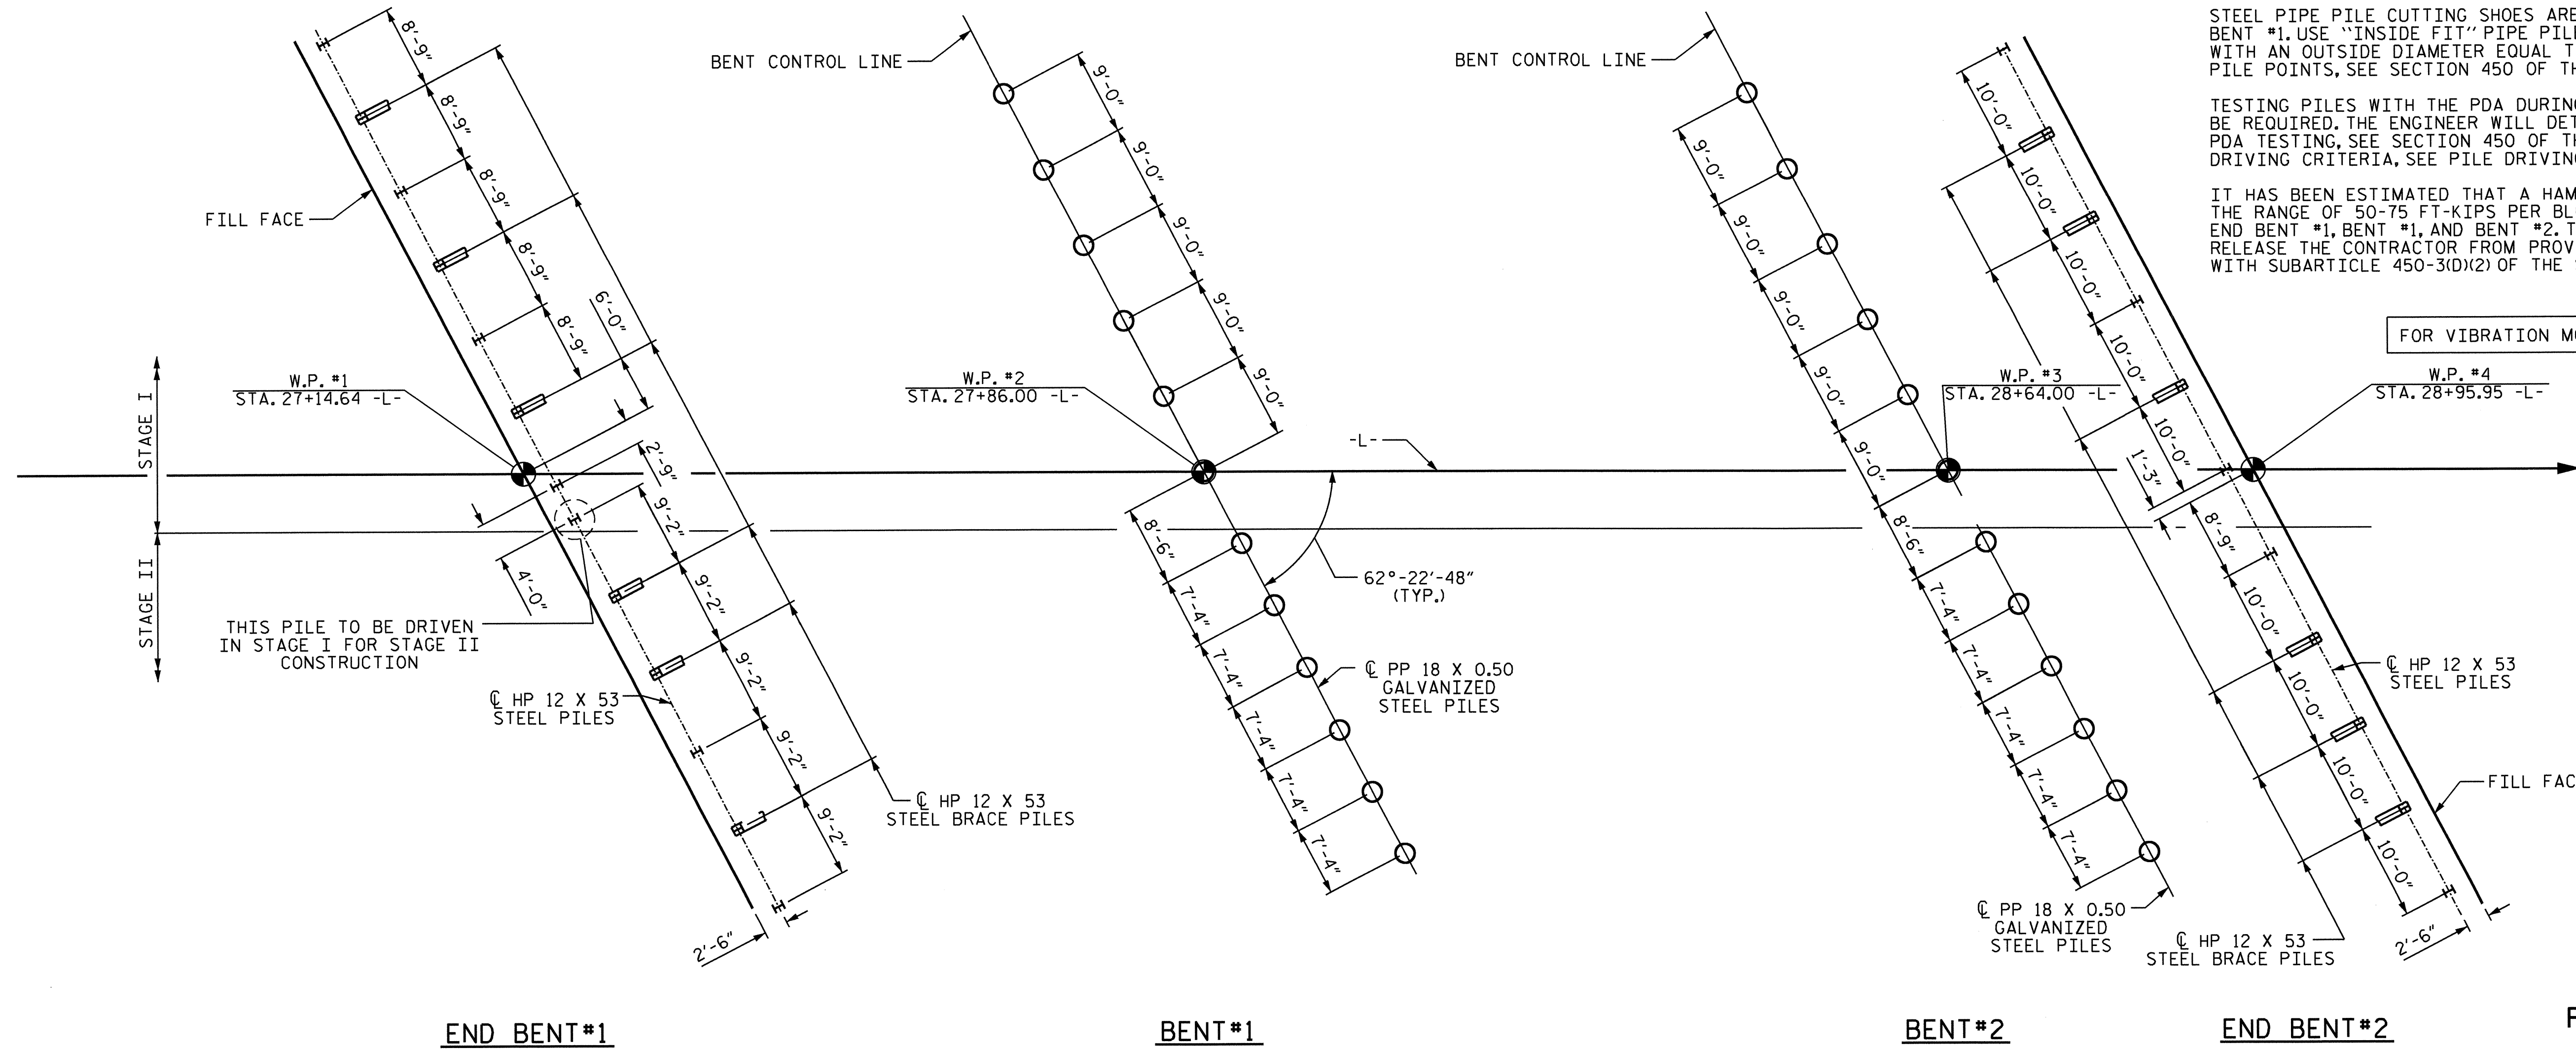 STEEL PIPE PILE CUTTING SHOES ARE
BENT #1. USE "INSIDE FIT" PIPE PILE
WITH AN OUTSIDE DIAMETER EQUAL T
PILE POINTS, SEE SECTION 450 OF TH
TESTING PILES WITH THE PDA DURING
BE REQUIRED. THE ENGINEER WILL DET
PDA TESTING, SEE SECTION 450 OF TH
DRIVING CRITERIA, SEE PILE DRIVING
IT HAS BEEN ESTIMATED THAT A HAM
THE RANGE OF 50-75 FT-KIPS PER BL
END BENT #1, BENT #1, AND BENT #2. T
RELEASE THE CONTRACTOR FROM PROV
WITH SUBARTICLE 450-3(D)(2) OF THE
FOR VIBRATION MO
STAGE I
STAGE II
FILL FACE
W.P. #1
STA. 27+14.64 -L-
8'-9"
8'-9"
8'-9"
8'-9"
8'-9"
6'-0"
2'-9"
4'-0"
9'-2"
9'-2"
9'-2"
9'-2"
9'-2"
THIS PILE TO BE DRIVEN
IN STAGE I FOR STAGE II
CONSTRUCTION
℄ HP 12 X 53
STEEL PILES
℄ HP 12 X 53
STEEL BRACE PILES
2'-6"
END BENT#1
BENT CONTROL LINE
W.P. #2
STA. 27+86.00 -L-
9'-0"
9'-0"
9'-0"
9'-0"
9'-0"
-L-
8'-6"
7'-4"
7'-4"
7'-4"
7'-4"
7'-4"
62°-22'-48"
(TYP.)
℄ PP 18 X 0.50
GALVANIZED
STEEL PILES
BENT#1
BENT CONTROL LINE
9'-0"
9'-0"
9'-0"
9'-0"
9'-0"
W.P. #3
STA. 28+64.00 -L-
8'-6"
7'-4"
7'-4"
7'-4"
7'-4"
7'-4"
℄ PP 18 X 0.50
GALVANIZED
STEEL PILES
BENT#2
10'-0"
10'-0"
10'-0"
10'-0"
10'-0"
1'-3"
W.P. #4
STA. 28+95.95 -L-
8'-9"
10'-0"
10'-0"
10'-0"
10'-0"
℄ HP 12 X 53
STEEL PILES
FILL FAC
℄ HP 12 X 53
STEEL BRACE PILES
2'-6"
END BENT#2